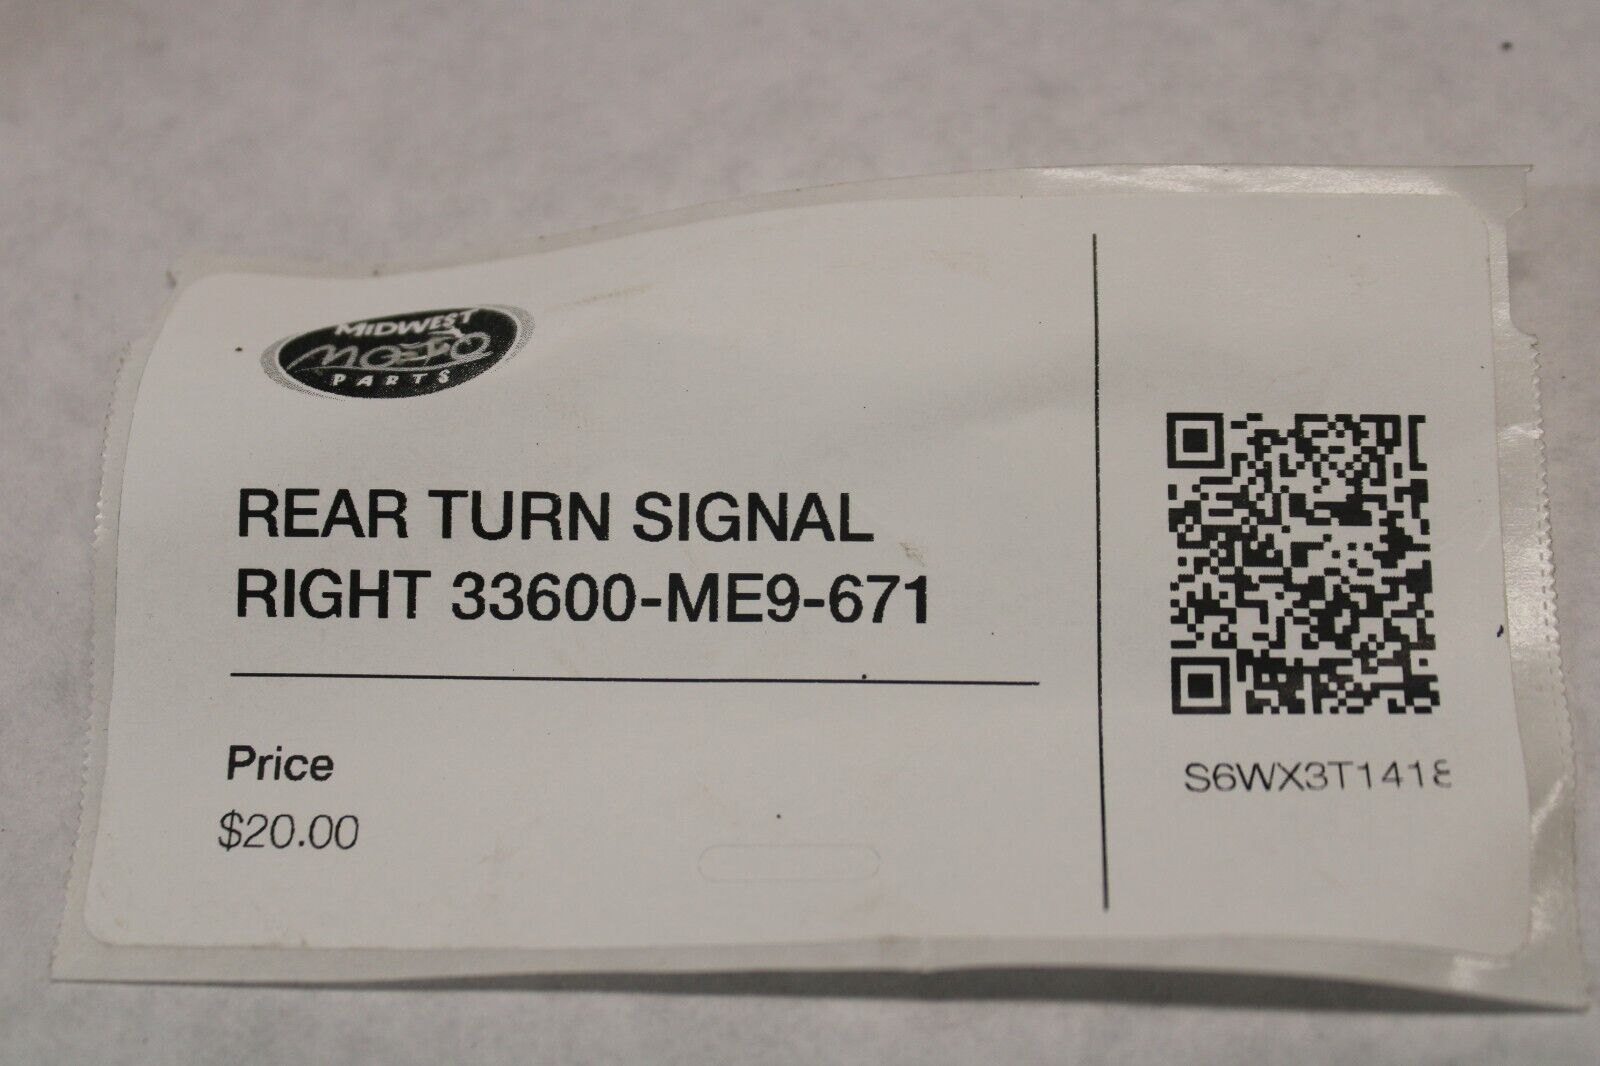 MIDWEST
MOTO
PARTS
REAR TURN SIGNAL
RIGHT 33600-ME9-671
Price
$20.00
S6WX3T1418